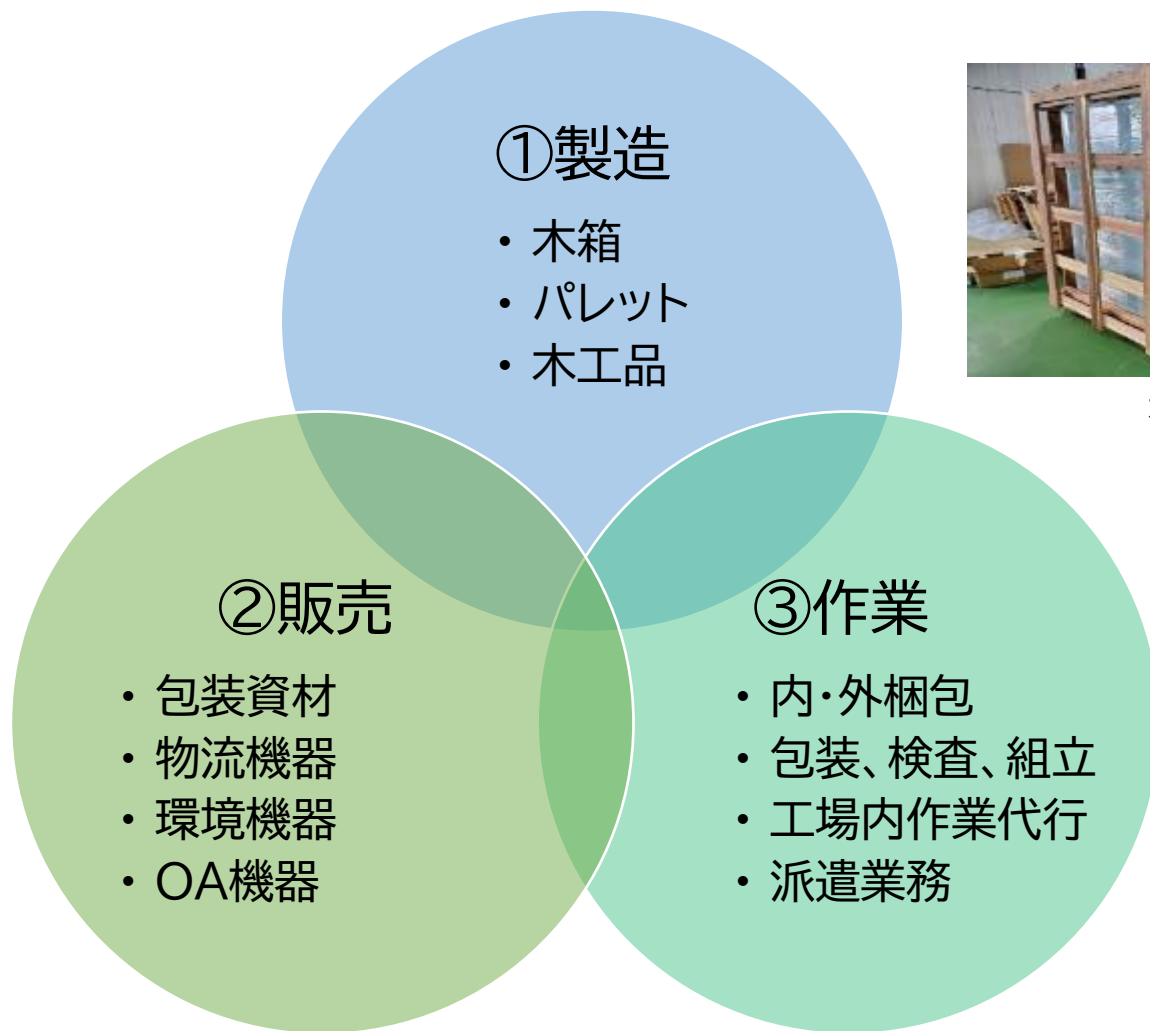 ①製造
・木箱
・パレット
・木工品
②販売
・包装資材
・物流機器
・環境機器
・OA機器
③作業
・内・外梱包
・包装、検査、組立
・工場内作業代行
・派遣業務